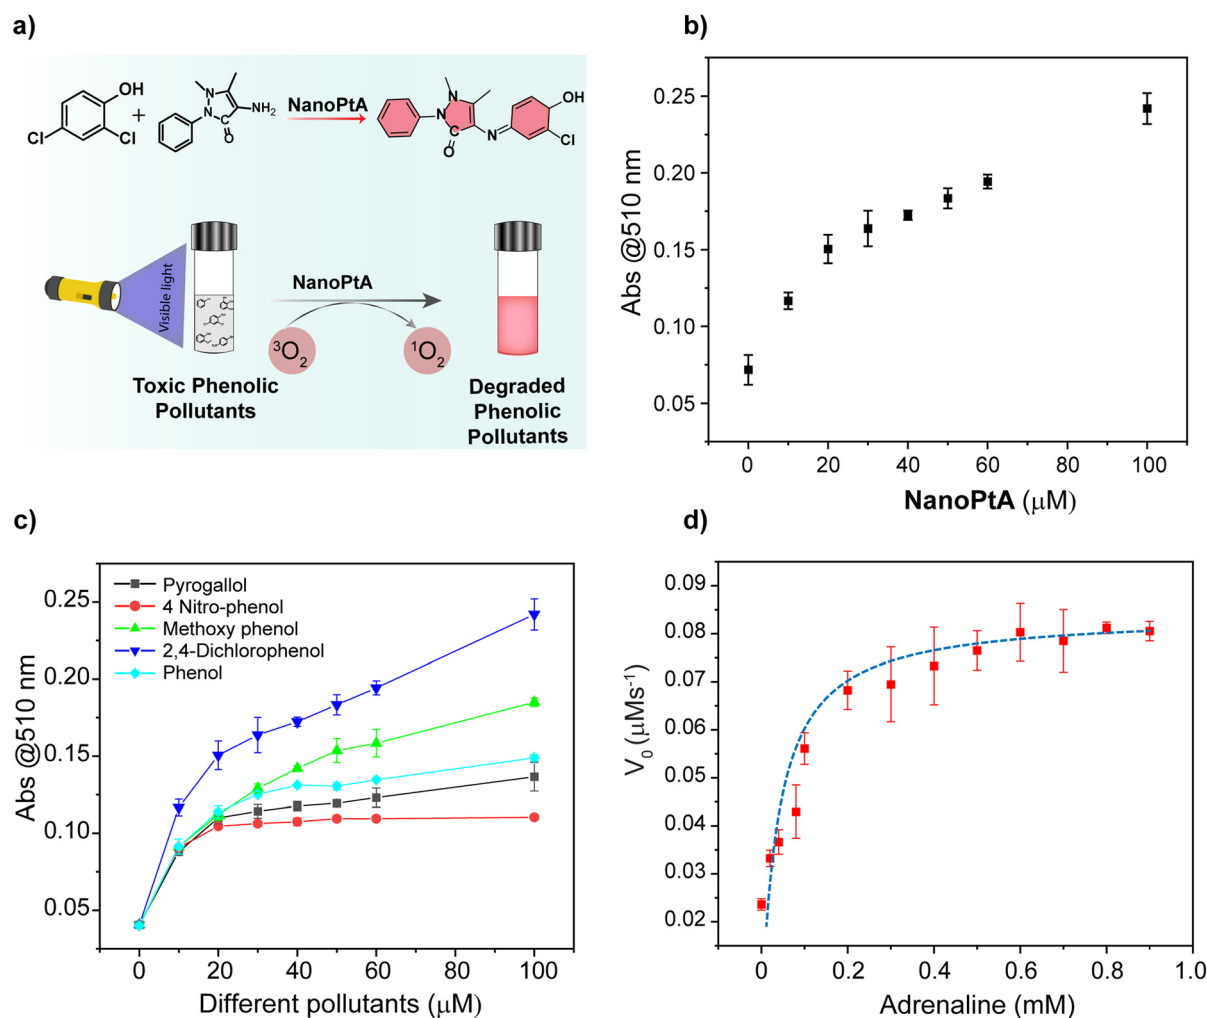 a)
OH
Cl
Cl
+
N
N
NH₂
O
NanoPtA
N
N
O
N
OH
Cl
Visible light
NanoPtA
³O₂
¹O₂
Toxic Phenolic
Pollutants
Degraded
Phenolic
Pollutants
b)
Abs @510 nm
0.25
0.20
0.15
0.10
0.05
0 20 40 60 80 100
NanoPtA (μM)
c)
Abs @510 nm
0.25
0.20
0.15
0.10
0.05
Pyrogallol
4 Nitro-phenol
Methoxy phenol
2,4-Dichlorophenol
Phenol
0 20 40 60 80 100
Different pollutants (μM)
d)
V₀ (μMs⁻¹)
0.09
0.08
0.07
0.06
0.05
0.04
0.03
0.02
0 0.2 0.4 0.6 0.8 1.0
Adrenaline (mM)